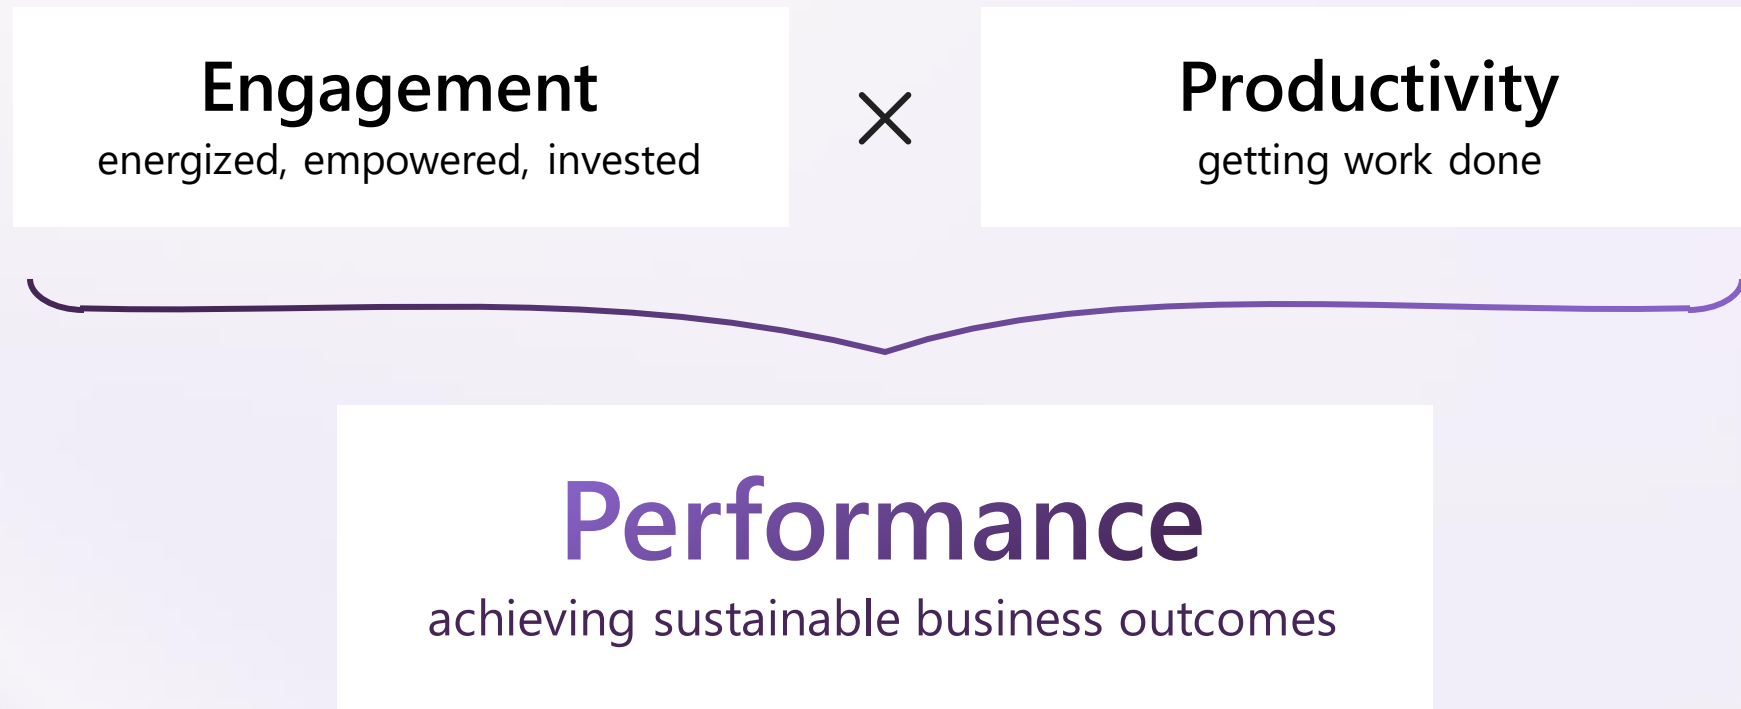 Engagement
energized, empowered, invested
×
Productivity
getting work done
Performance
achieving sustainable business outcomes